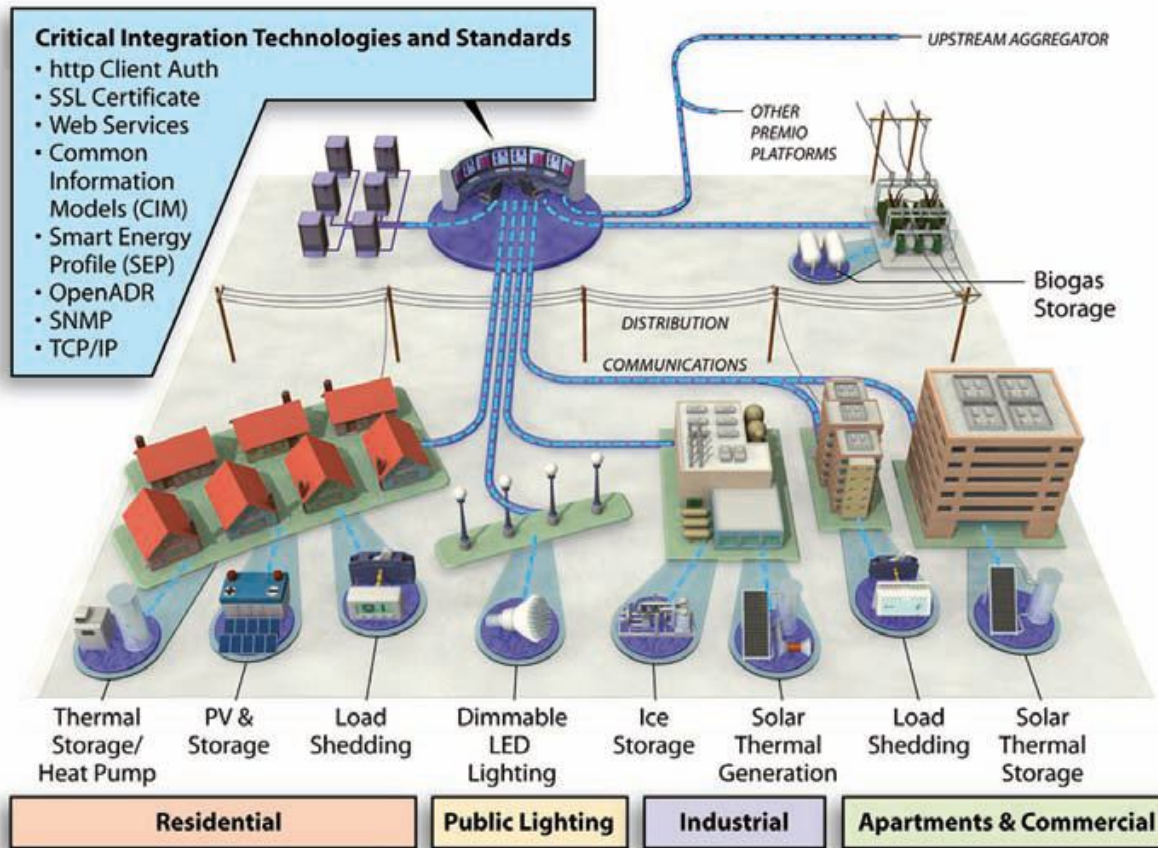 Critical Integration Technologies and Standards
• http Client Auth
• SSL Certificate
• Web Services
• Common
Information
Models (CIM)
• Smart Energy
Profile (SEP)
• OpenADR
• SNMP
• TCP/IP
UPSTREAM AGGREGATOR
OTHER
PREMIO
PLATFORMS
Biogas
Storage
DISTRIBUTION
COMMUNICATIONS
Thermal
Storage/
Heat Pump
PV &
Storage
Load
Shedding
Dimmable
LED
Lighting
Ice
Storage
Solar
Thermal
Generation
Load
Shedding
Solar
Thermal
Storage
Residential
Public Lighting
Industrial
Apartments & Commercial